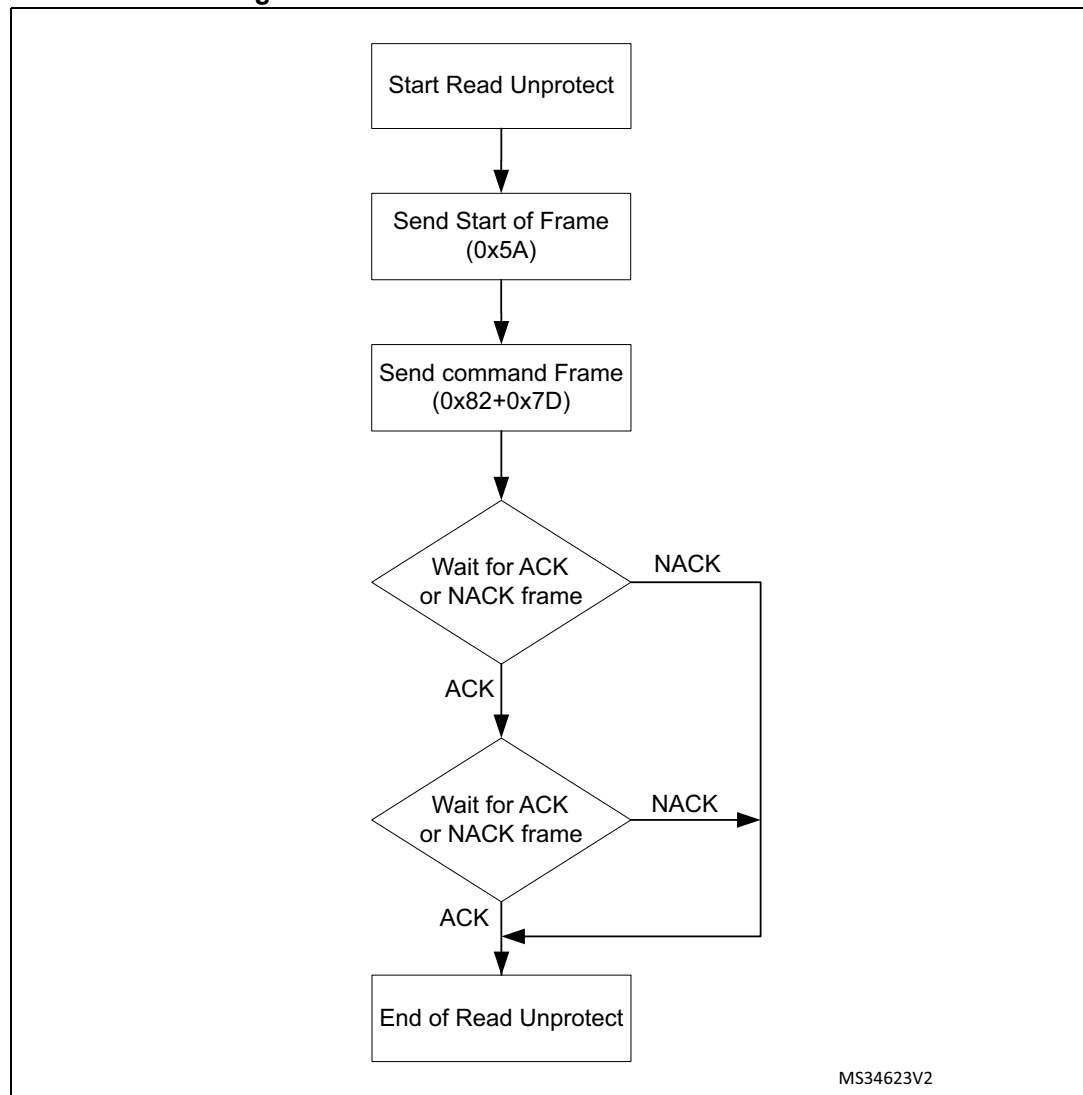 Start Read Unprotect
Send Start of Frame
(0x5A)
Send command Frame
(0x82+0x7D)
Wait for ACK
or NACK frame
NACK
ACK
Wait for ACK
or NACK frame
NACK
ACK
End of Read Unprotect
MS34623V2